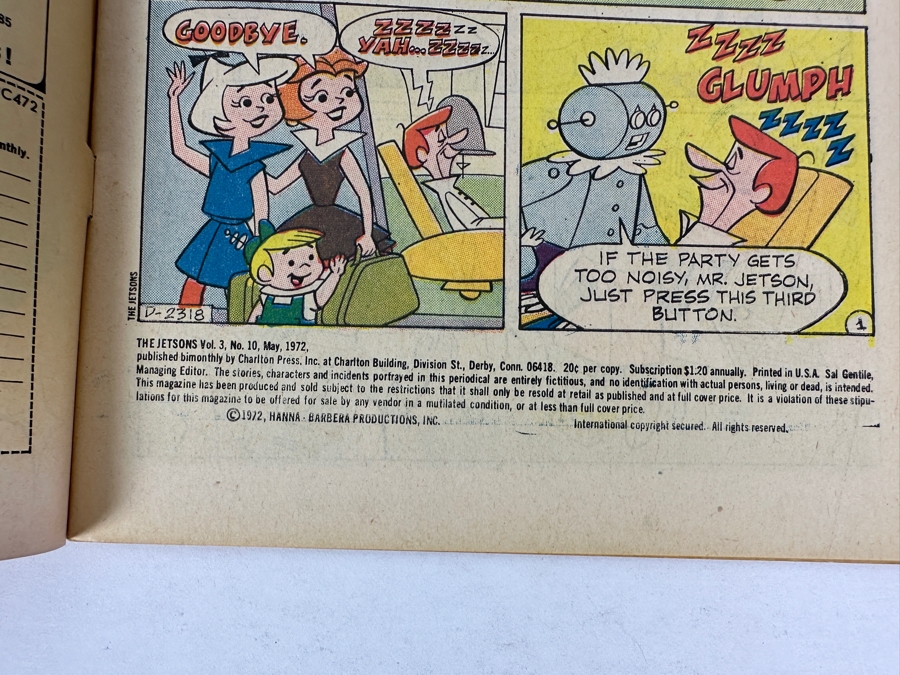 85
!
C472
nthly.
GOODBYE.
ZZZZzz
YAH...ZZZZz...
THE JETSONS
D-2318
ZZZZ
GLUMPH
ZZZZ
Z
IF THE PARTY GETS
TOO NOISY, MR. JETSON,
JUST PRESS THIS THIRD
BUTTON.
1
THE JETSONS Vol. 3, No. 10, May, 1972,
published bimonthly by Charlton Press, Inc. at Charlton Building, Division St., Derby, Conn. 06418. 20¢ per copy. Subscription $1.20 annually. Printed in U.S.A. Sal Gentile,
Managing Editor. The stories, characters and incidents portrayed in this periodical are entirely fictitious, and no identification with actual persons, living or dead, is intended.
This magazine has been produced and sold subject to the restrictions that it shall only be resold at retail as published and at full cover price. It is a violation of these stipu-
lations for this magazine to be offered for sale by any vendor in a mutilated condition, or at less than full cover price.
©1972, HANNA - BARBERA PRODUCTIONS, INC. International copyright secured. All rights reserved.